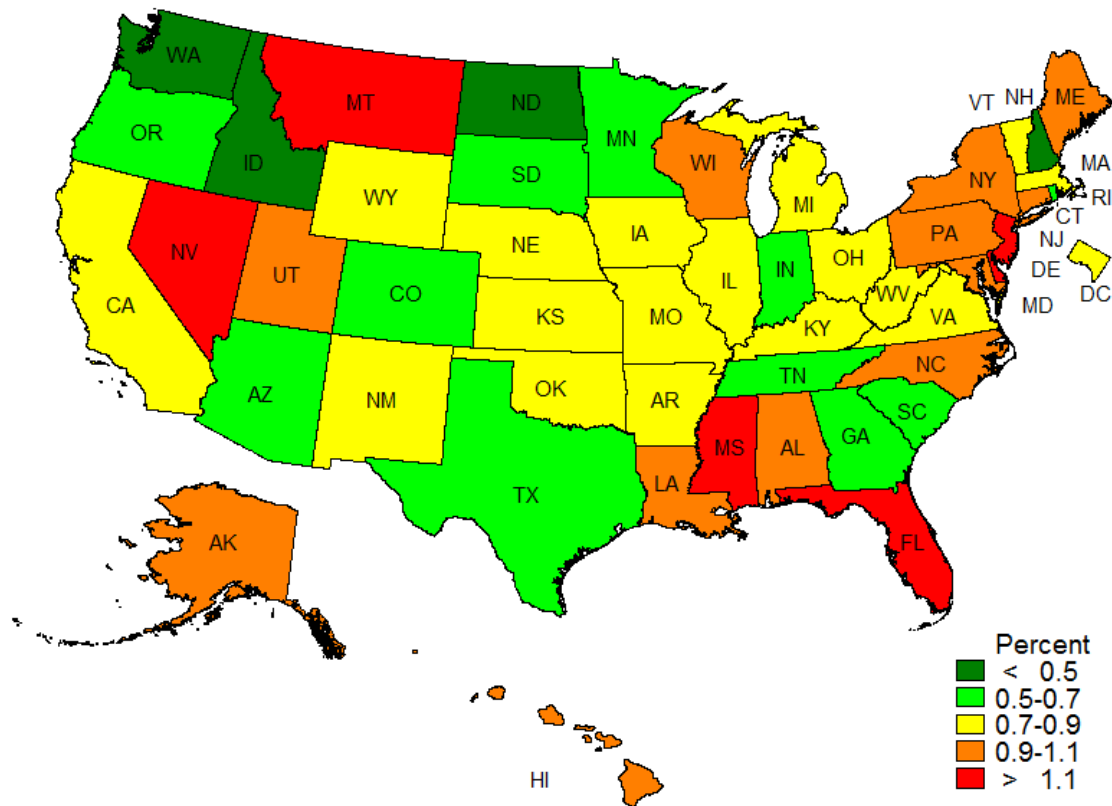 WA
MT
ND
MN
VT
NH
ME
OR
ID
SD
WI
NY
MA
RI
WY
MI
CT
NV
UT
NE
IA
PA
NJ
CA
CO
IL
IN
OH
DE
DC
KS
MO
WV
MD
KY
VA
AZ
NM
OK
AR
TN
NC
SC
TX
LA
MS
AL
GA
AK
FL
HI
Percent
< 0.5
0.5-0.7
0.7-0.9
0.9-1.1
> 1.1